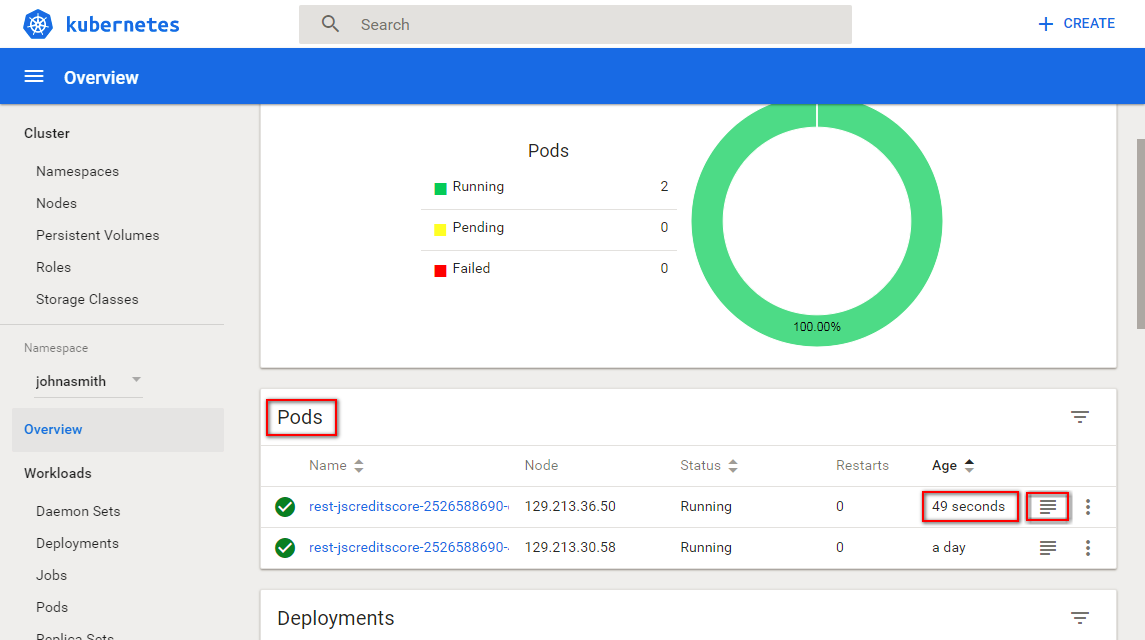 kubernetes
Search
CREATE
Overview
Cluster
Namespaces
Nodes
Persistent Volumes
Roles
Storage Classes
Namespace
johnasmith
Overview
Workloads
Daemon Sets
Deployments
Jobs
Pods
Replica Sets
Pods
Running 2
Pending 0
Failed 0
100.00%
Pods
Name Node Status Restarts Age
rest-jscreditscore-2526588690- 129.213.36.50 Running 0 49 seconds
rest-jscreditscore-2526588690- 129.213.30.58 Running 0 a day
Deployments